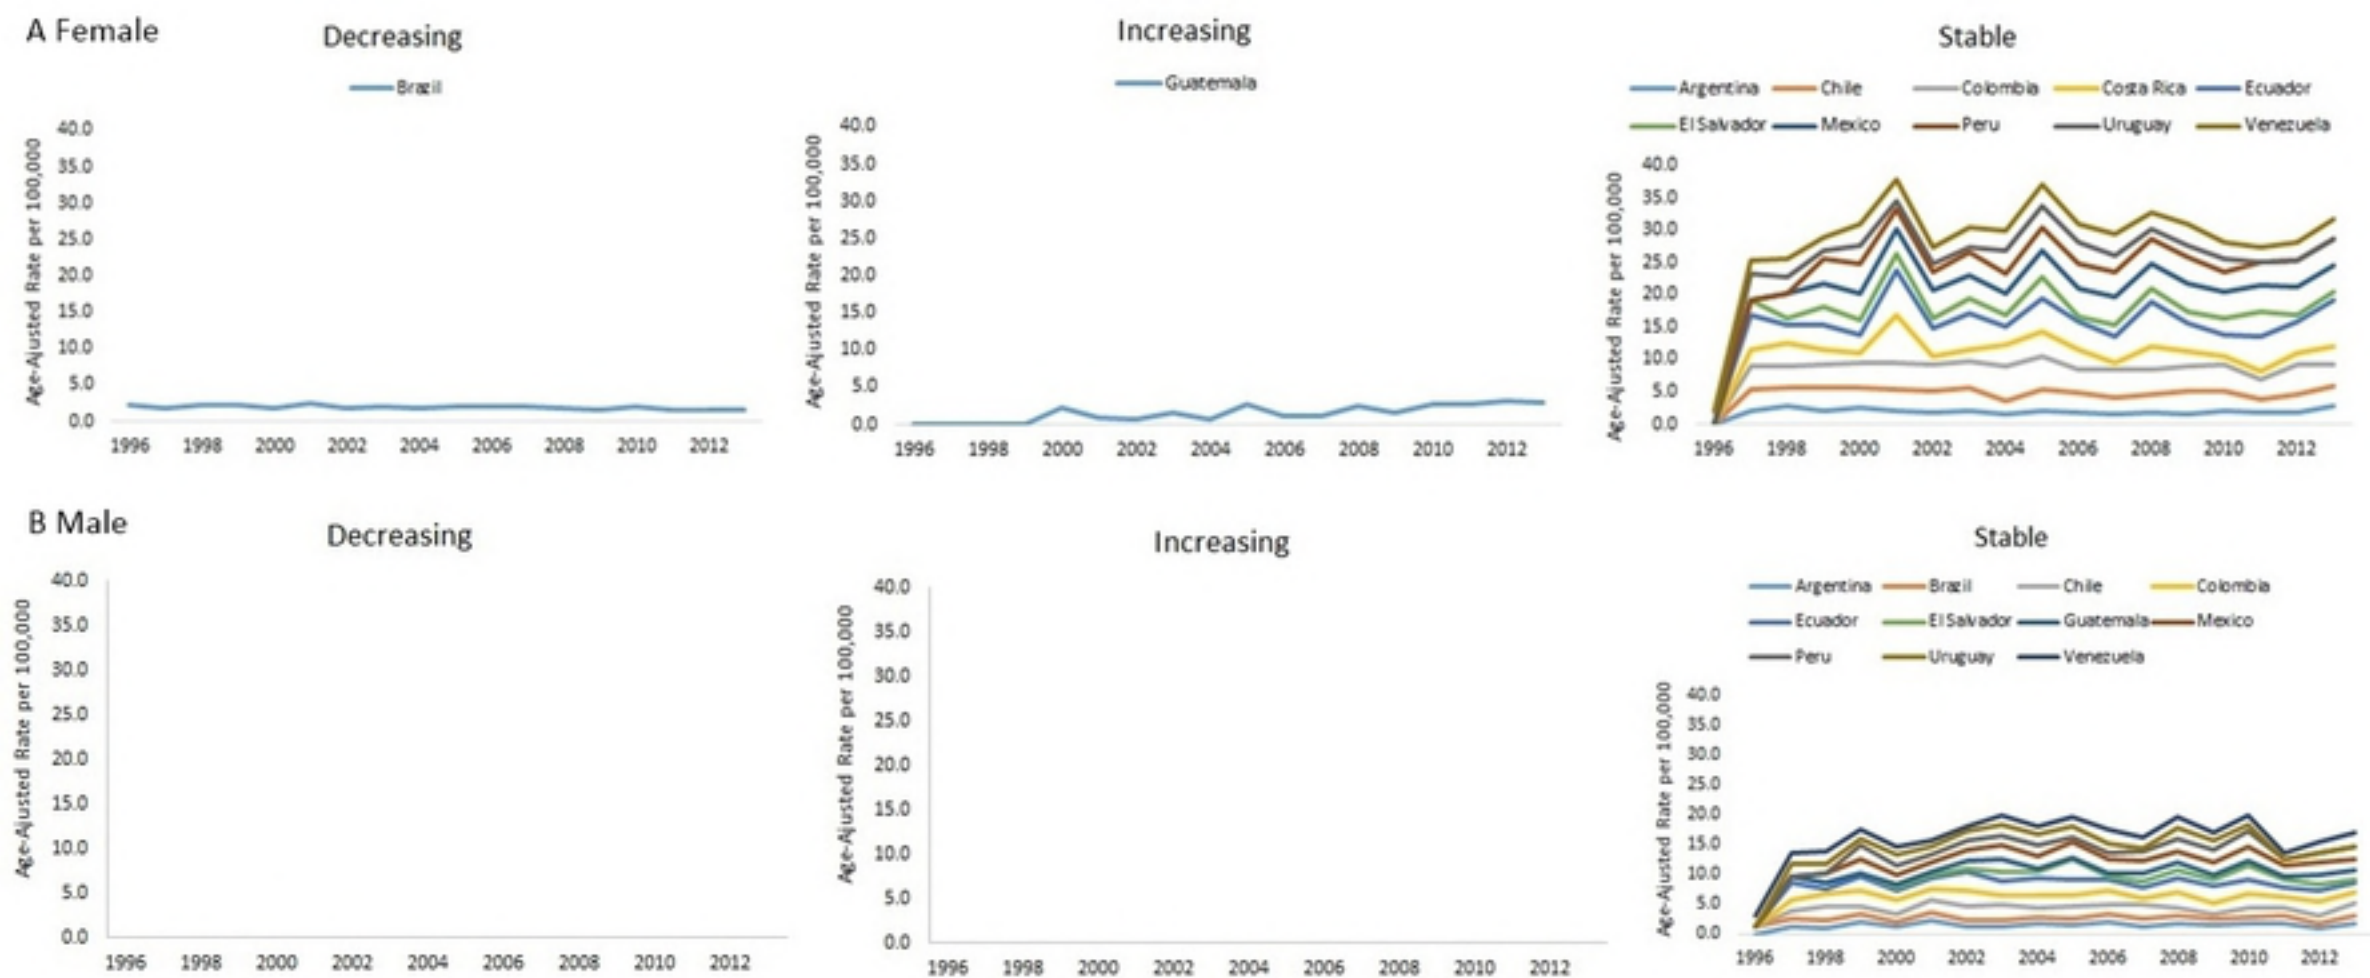 A Female
Decreasing
Brazil
Age-Ajusted Rate per 100,000
40.0
35.0
30.0
25.0
20.0
15.0
10.0
5.0
0.0
1996 1998 2000 2002 2004 2006 2008 2010 2012
Increasing
Guatemala
Age-Ajusted Rate per 100,000
40.0
35.0
30.0
25.0
20.0
15.0
10.0
5.0
0.0
1996 1998 2000 2002 2004 2006 2008 2010 2012
Stable
Argentina Chile Colombia Costa Rica Ecuador
El Salvador Mexico Peru Uruguay Venezuela
Age-Ajusted Rate per 100,000
40.0
35.0
30.0
25.0
20.0
15.0
10.0
5.0
0.0
1996 1998 2000 2002 2004 2006 2008 2010 2012
B Male
Decreasing
Age-Ajusted Rate per 100,000
40.0
35.0
30.0
25.0
20.0
15.0
10.0
5.0
0.0
1996 1998 2000 2002 2004 2006 2008 2010 2012
Increasing
Age-Ajusted Rate per 100,000
40.0
35.0
30.0
25.0
20.0
15.0
10.0
5.0
0.0
1996 1998 2000 2002 2004 2006 2008 2010 2012
Stable
Argentina Brazil Chile Colombia
Ecuador El Salvador Guatemala Mexico
Peru Uruguay Venezuela
Age-Ajusted Rate per 100,000
40.0
35.0
30.0
25.0
20.0
15.0
10.0
5.0
0.0
1996 1998 2000 2002 2004 2006 2008 2010 2012